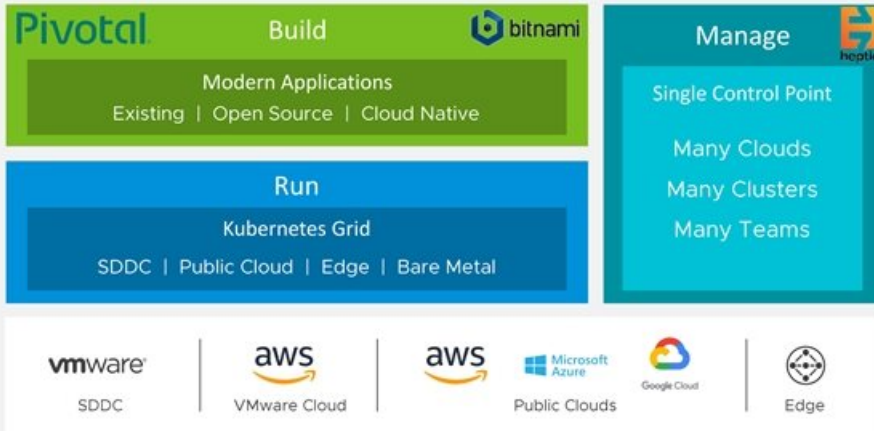 Pivotal
Build
bitnami
Modern Applications
Existing | Open Source | Cloud Native
Run
Kubernetes Grid
SDDC | Public Cloud | Edge | Bare Metal
Manage
heptio
Single Control Point
Many Clouds
Many Clusters
Many Teams
vmware
SDDC
aws
VMware Cloud
aws
Microsoft
Azure
Google Cloud
Public Clouds
Edge